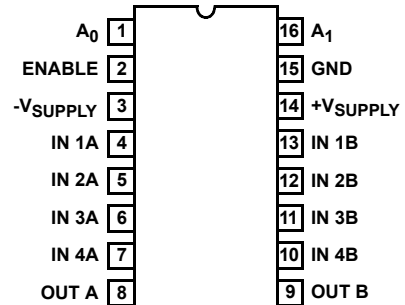 A0 1 16 A1
ENABLE 2 15 GND
-VSUPPLY 3 14 +VSUPPLY
IN 1A 4 13 IN 1B
IN 2A 5 12 IN 2B
IN 3A 6 11 IN 3B
IN 4A 7 10 IN 4B
OUT A 8 9 OUT B